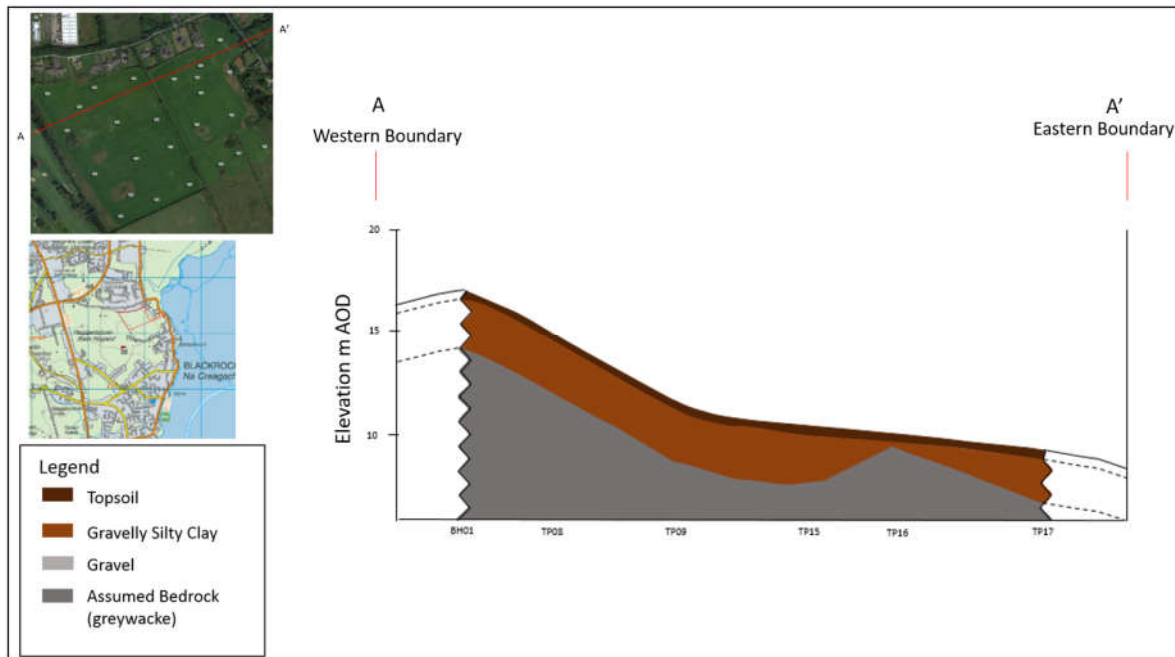 A
A'
A
A'
Western Boundary
Eastern Boundary
20
15
10
Elevation m AOD
BH01
TP08
TP09
TP15
TP16
TP17
BLACKROCK
Na Creagach
Legend
Topsoil
Gravelly Silty Clay
Gravel
Assumed Bedrock
(greywacke)